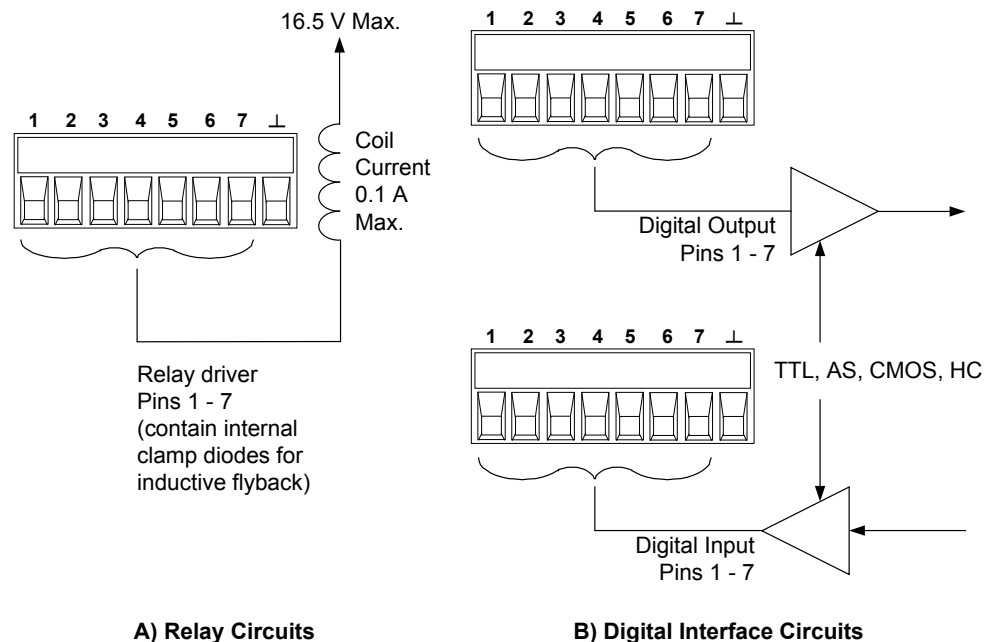 16.5 V Max.
1 2 3 4 5 6 7 ⊥
Coil
Current
0.1 A
Max.
Relay driver
Pins 1 - 7
(contain internal
clamp diodes for
inductive flyback)
A) Relay Circuits
1 2 3 4 5 6 7 ⊥
Digital Output
Pins 1 - 7
TTL, AS, CMOS, HC
1 2 3 4 5 6 7 ⊥
Digital Input
Pins 1 - 7
B) Digital Interface Circuits